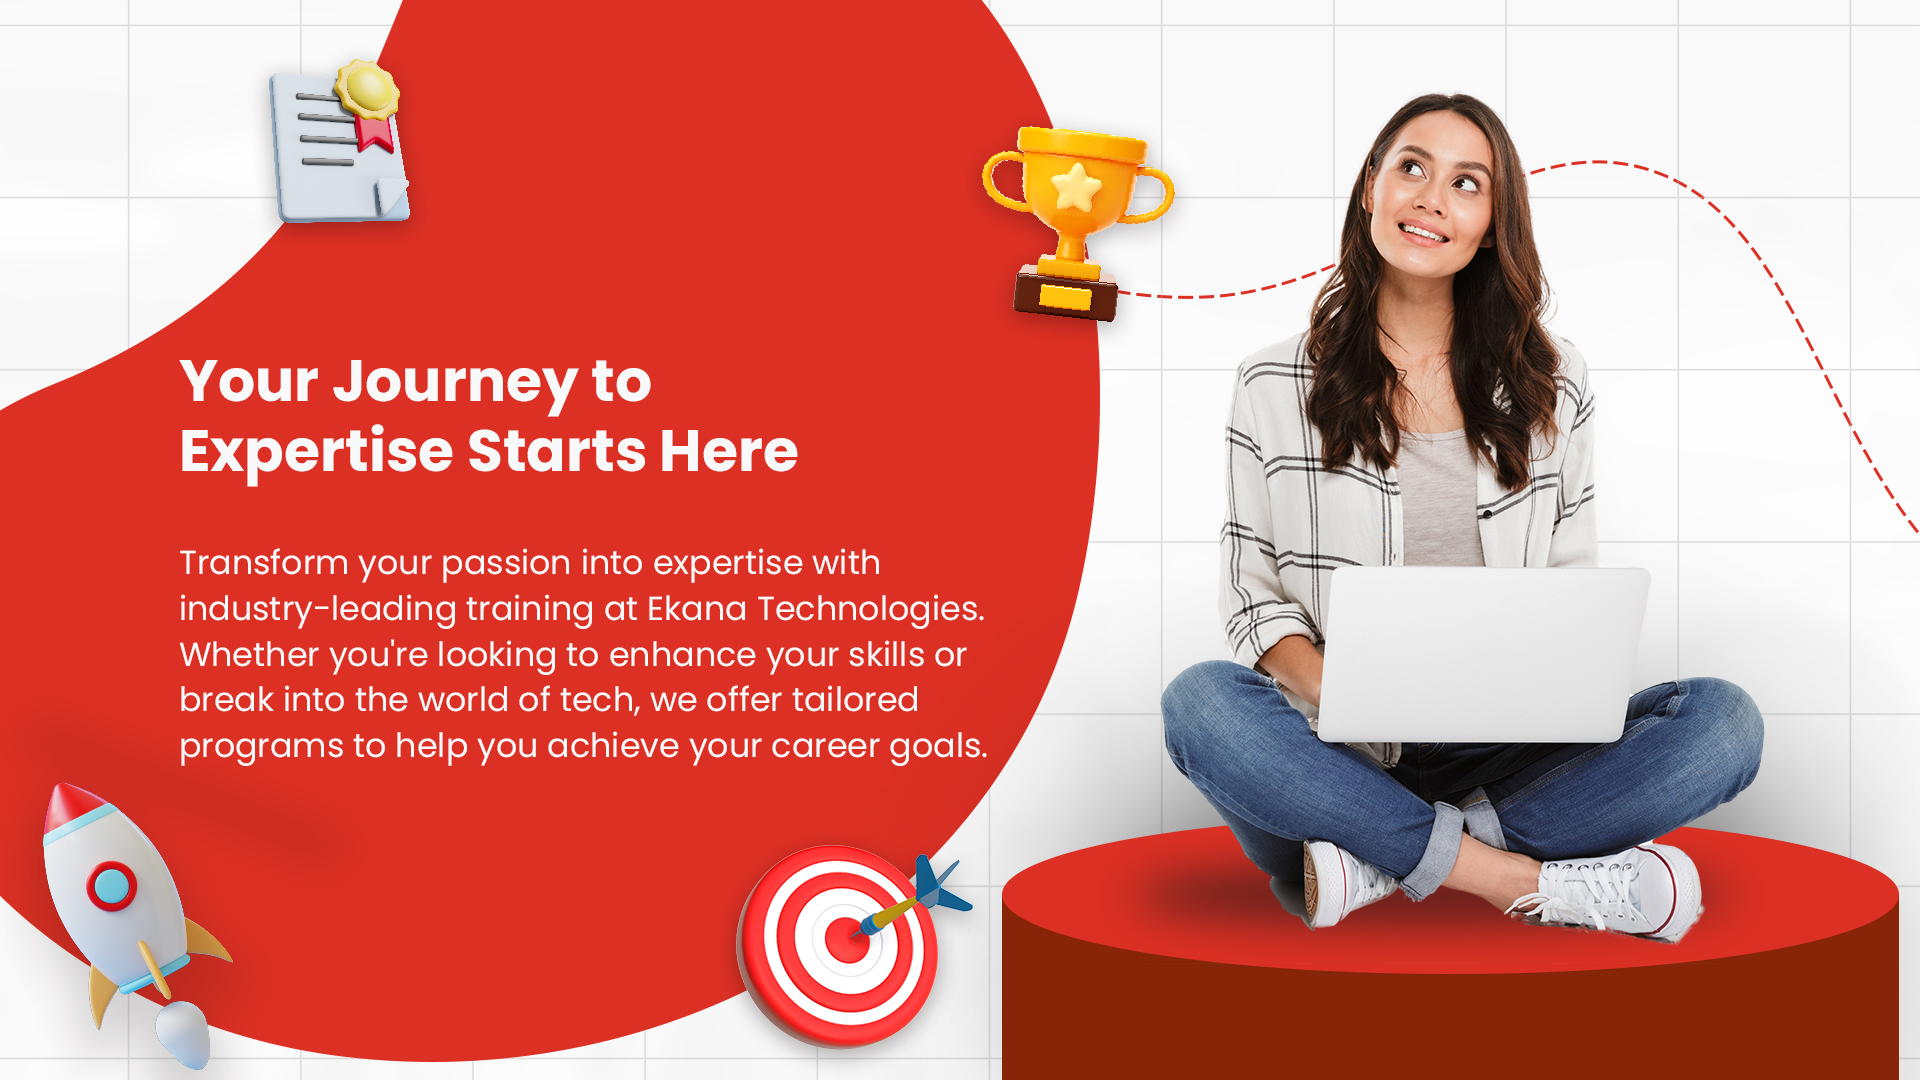 Your Journey to
Expertise Starts Here
Transform your passion into expertise with
industry-leading training at Ekana Technologies.
Whether you're looking to enhance your skills or
break into the world of tech, we offer tailored
programs to help you achieve your career goals.